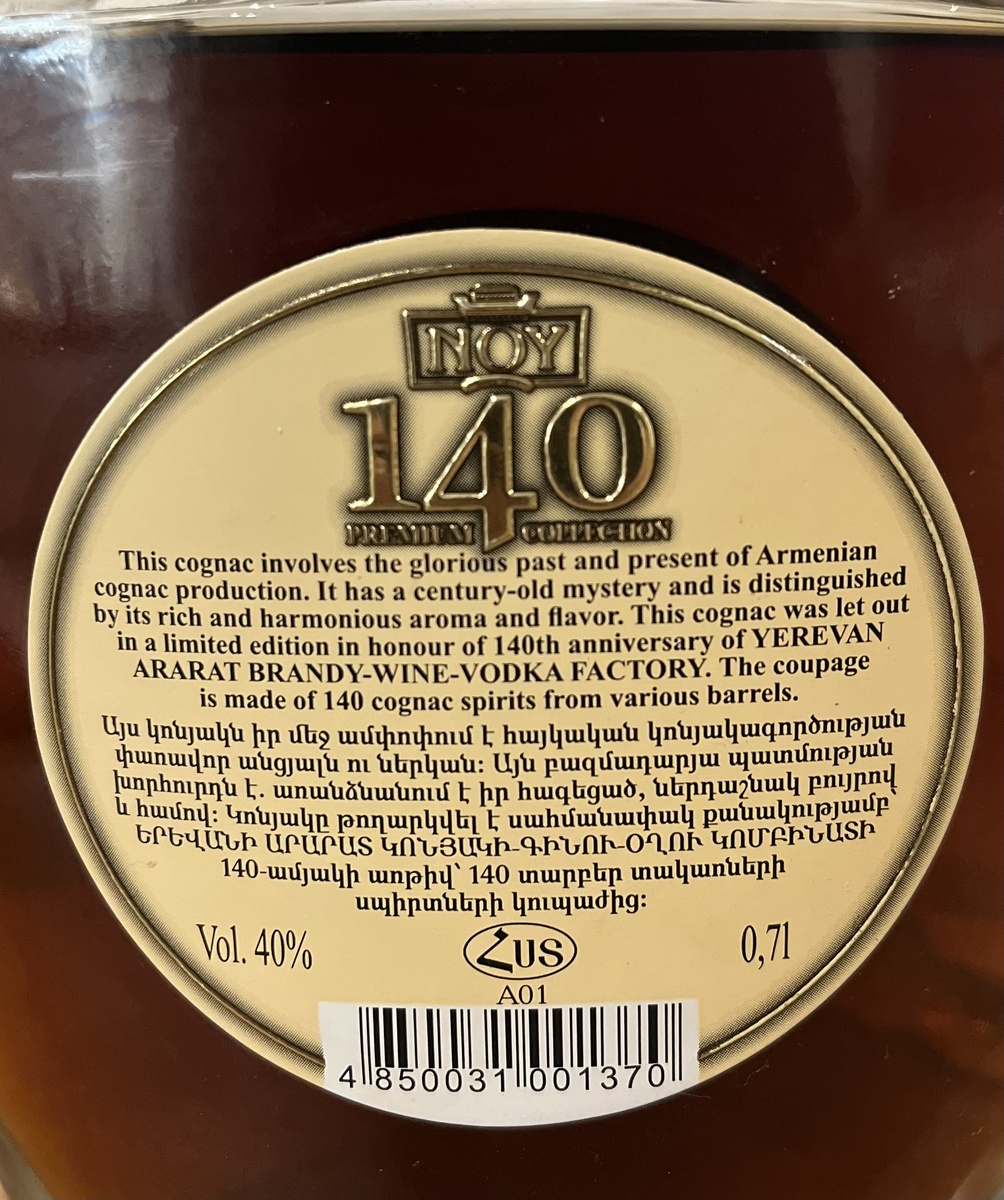 NOY
140
PREMIUM COLLECTION
This cognac involves the glorious past and present of Armenian
cognac production. It has a century-old mystery and is distinguished
by its rich and harmonious aroma and flavor. This cognac was let out
in a limited edition in honour of 140th anniversary of YEREVAN
ARARAT BRANDY-WINE-VODKA FACTORY. The coupage
is made of 140 cognac spirits from various barrels.
Այս կոնյակն իր մեջ ամփոփում է հայկական կոնյակագործության
փառավոր անցյալն ու ներկան: Այն բազմադարյա պատմության
խորհուրդն է. առանձնանում է իր հագեցած, ներդաշնակ բույրով
և համով: Կոնյակը թողարկվել է սահմանափակ քանակությամբ
ԵՐԵՎԱՆԻ ԱՐԱՐԱՏ ԿՈՆՅԱԿԻ-ԳԻՆՈՒ-ՕՂՈՒ ԿՈՄԲԻՆԱՏԻ
140-ամյակի առթիվ՝ 140 տարբեր տակառների
սպիրտների կուպաժից:
Vol. 40% ՀԱՏ 0,7l
A01
4 850031 001370